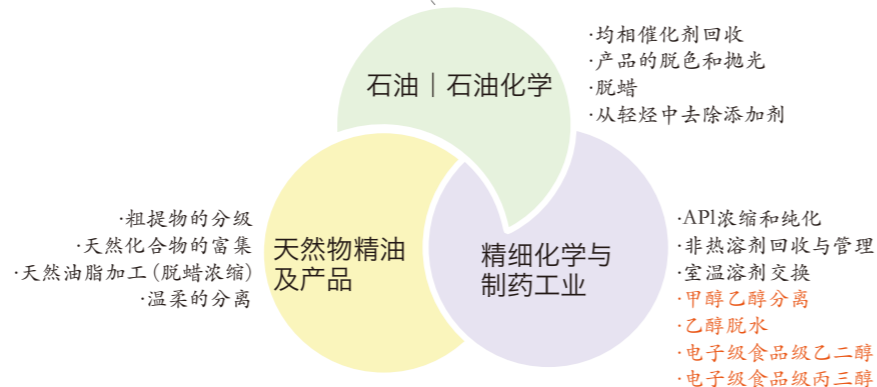 石油｜石油化学
·均相催化剂回收
·产品的脱色和抛光
·脱蜡
·从轻烃中去除添加剂
天然物精油
及产品
·粗提物的分级
·天然化合物的富集
·天然油脂加工(脱蜡浓缩)
·温柔的分离
精细化学与
制药工业
·APl浓缩和纯化
·非热溶剂回收与管理
·室温溶剂交换
·甲醇乙醇分离
·乙醇脱水
·电子级食品级乙二醇
·电子级食品级丙三醇